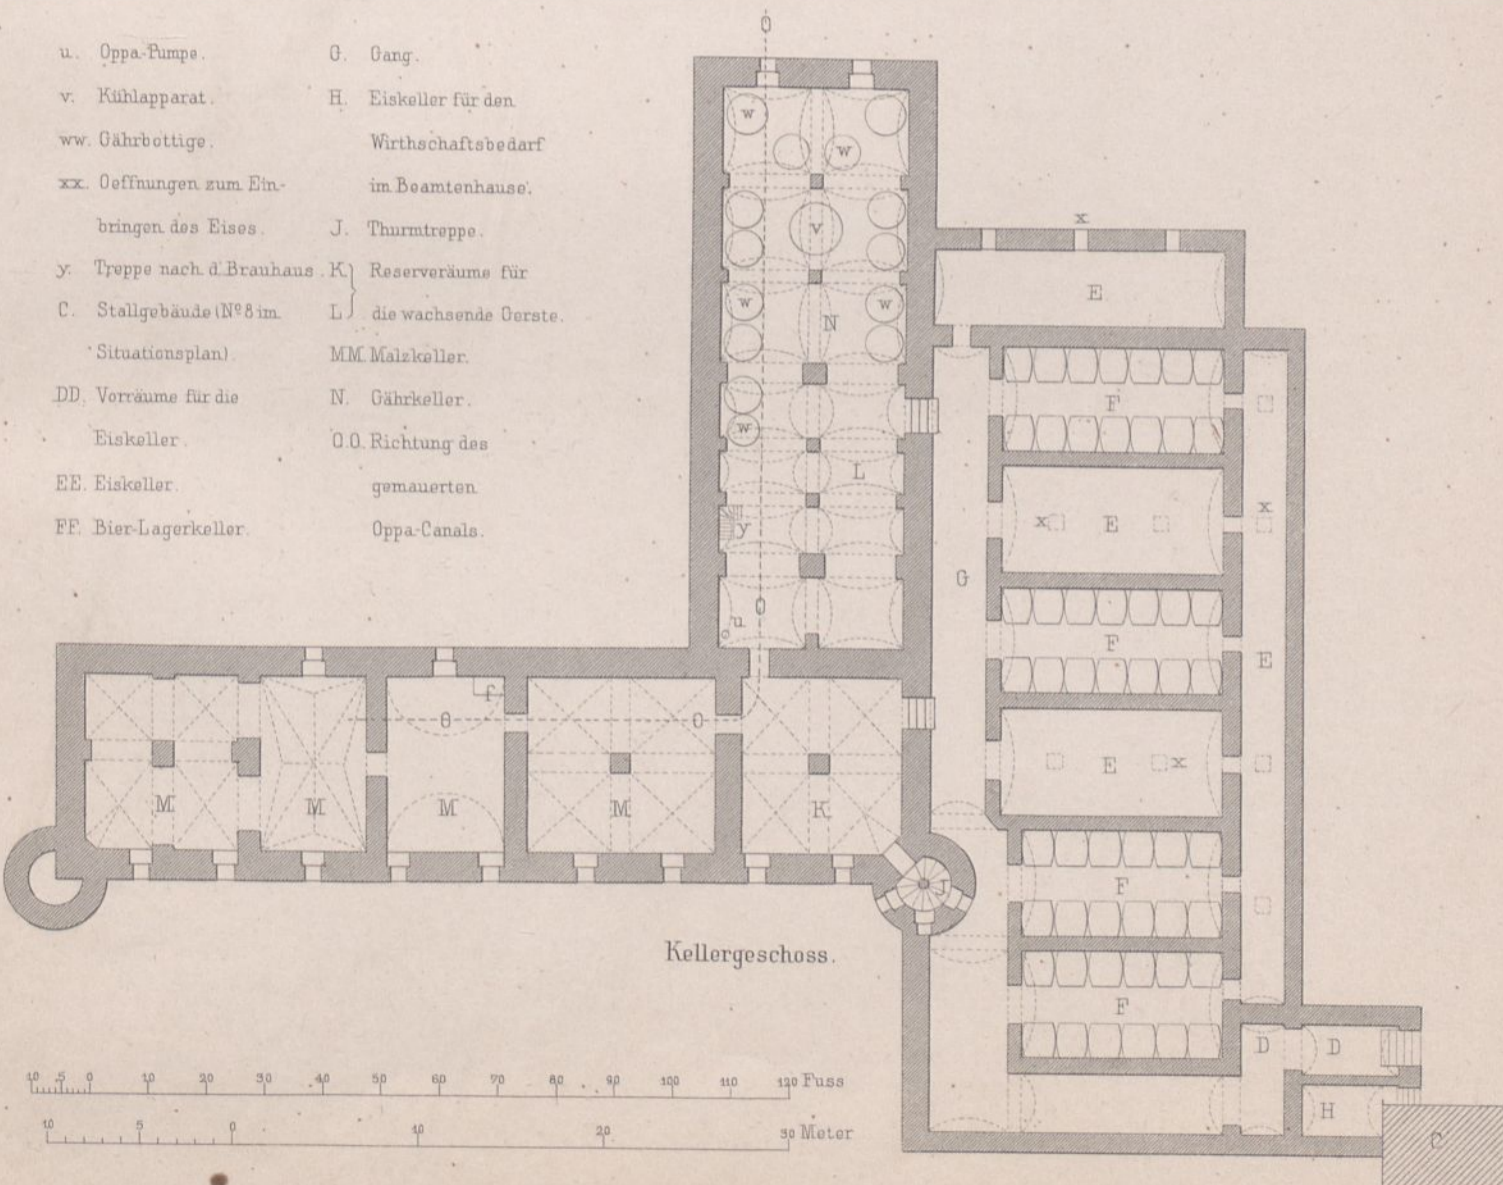 u. Oppa-Pumpe.
v. Kühlapparat.
ww. Gährbottige.
xx. Oeffnungen zum Ein-
bringen des Eises.
y. Treppe nach d. Brauhaus.
C. Stallgebäude (Nº 8 im
Situationsplan).
DD. Vorräume für die
Eiskeller.
EE. Eiskeller.
FF. Bier-Lagerkeller.
G. Gang.
H. Eiskeller für den
Wirthschaftsbedarf
im Beamtenhause.
J. Thurmtreppe.
K} Reserveräume für
L} die wachsende Gerste.
MM. Malzkeller.
N. Gährkeller.
O.O. Richtung des
gemauerten
Oppa-Canals.
O
w
w
v
w
w
N
w
L
y
O
u
x
E
F
x
E
x
G
F
E
E
x
F
F
D
D
H
C
f
O
O
M
M
M
M
K
J
Kellergeschoss.
10 5 0 10 20 30 40 50 60 70 80 90 100 110 120 Fuss
10 5 0 10 20 30 Meter